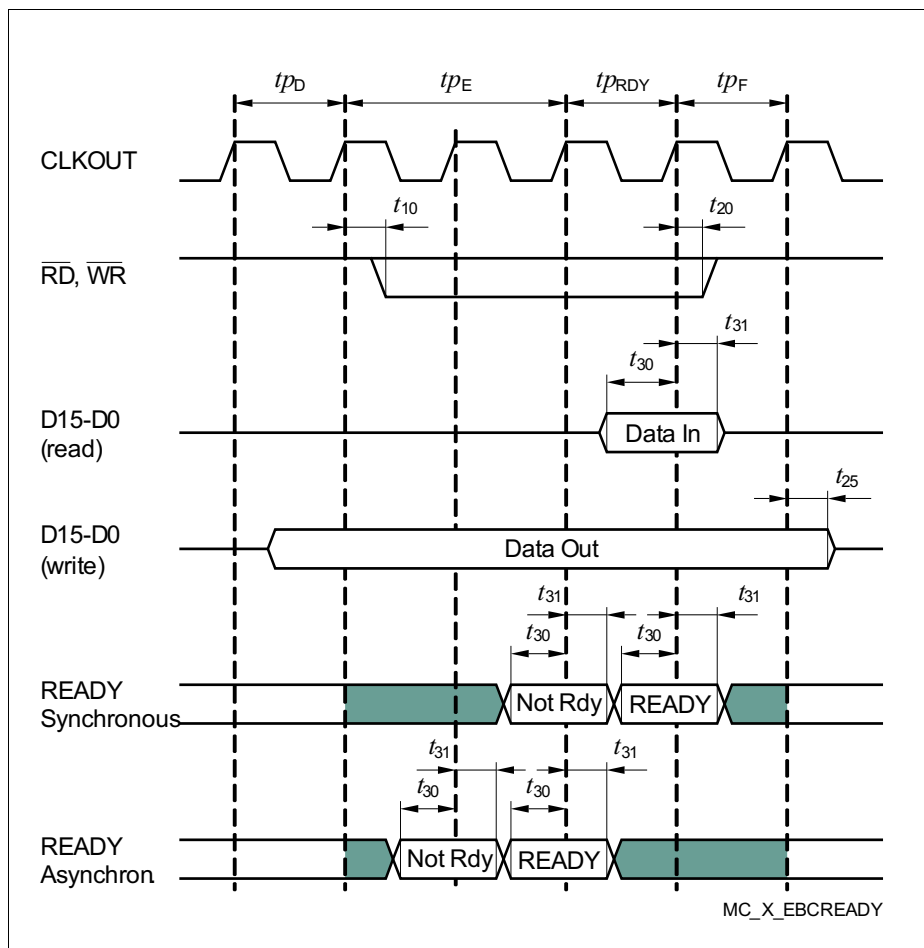 tpD tpE tpRDY tpF
CLKOUT
t10 t20
RD, WR
t31
t30
D15-D0
(read)
Data In
t25
D15-D0
(write)
Data Out
t31 t31
t30 t30
READY
Synchronous
Not Rdy READY
t31 t31
t30 t30
READY
Asynchron.
Not Rdy READY
MC_X_EBCREADY